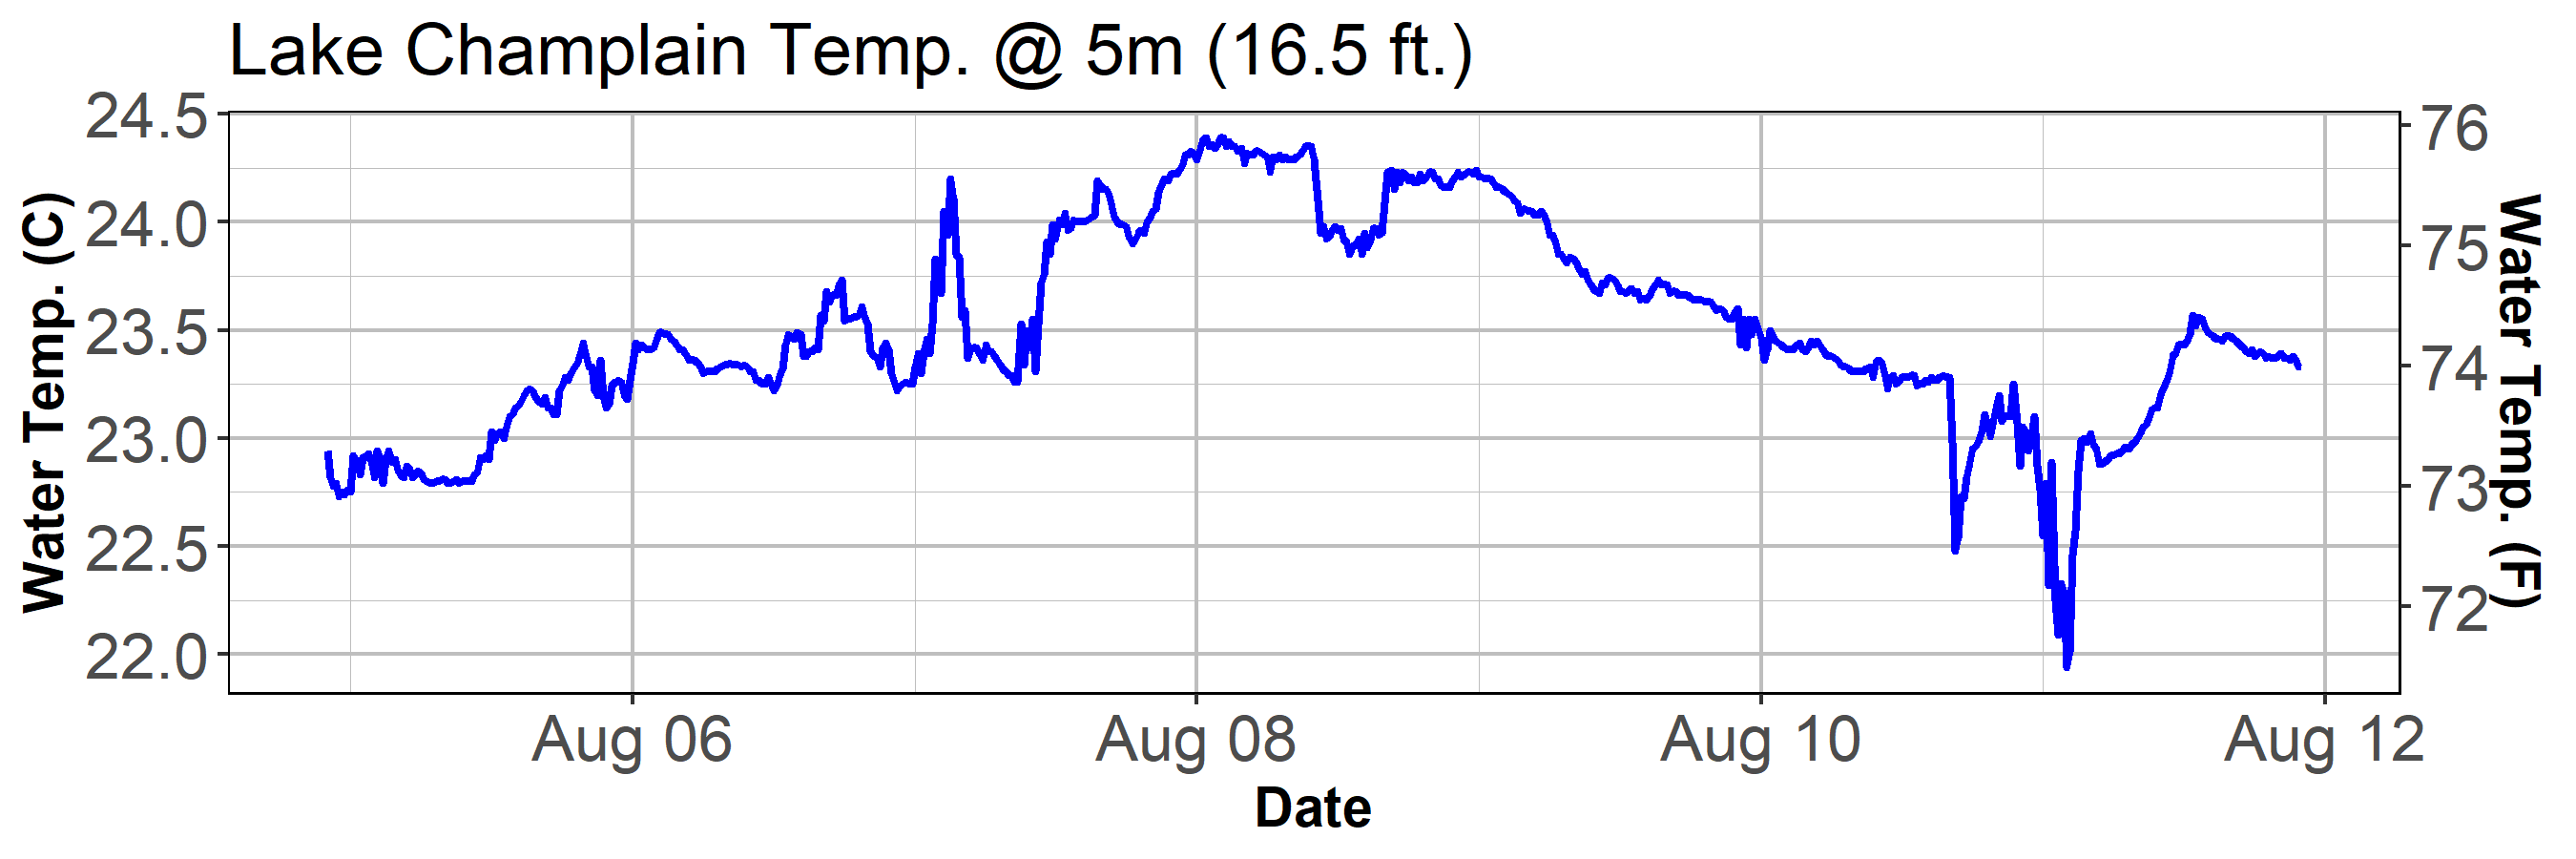 Lake Champlain Temp. @ 5m (16.5 ft.)
Water Temp. (C)
24.5
24.0
23.5
23.0
22.5
22.0
76
75
74
73
72
Water Temp. (F)
Aug 06
Aug 08
Aug 10
Aug 12
Date